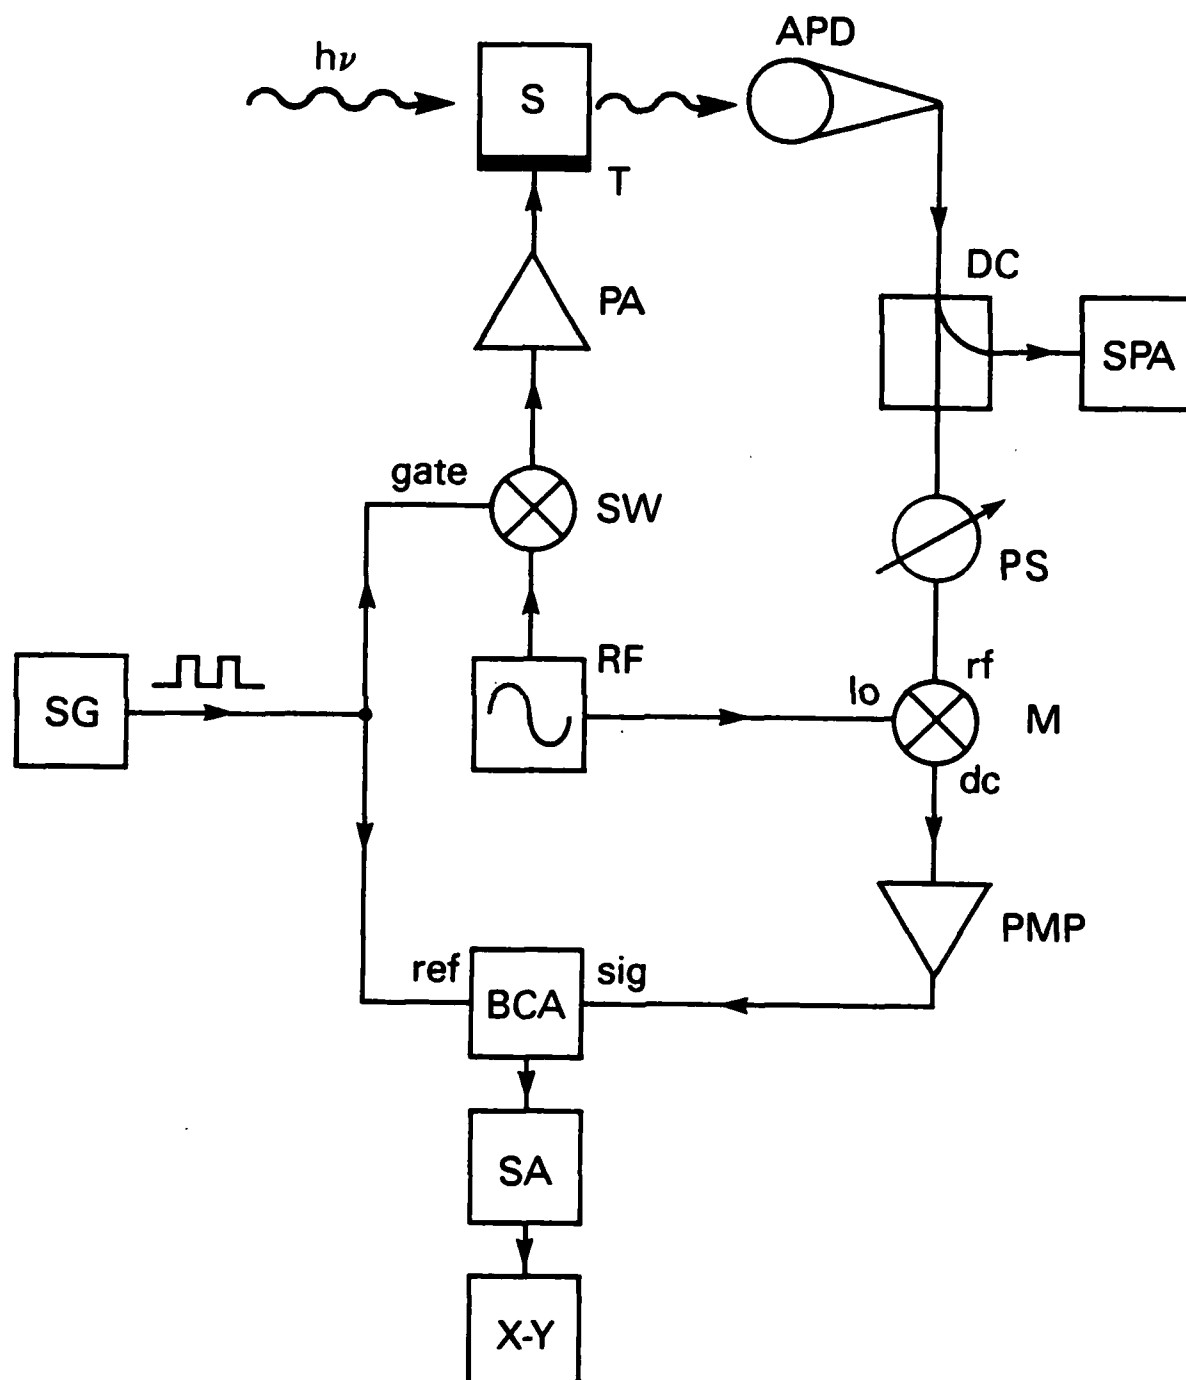 APD
hν
S
T
DC
PA
SPA
gate
SW
PS
RF
rf
lo
SG
M
dc
PMP
ref
sig
BCA
SA
X-Y